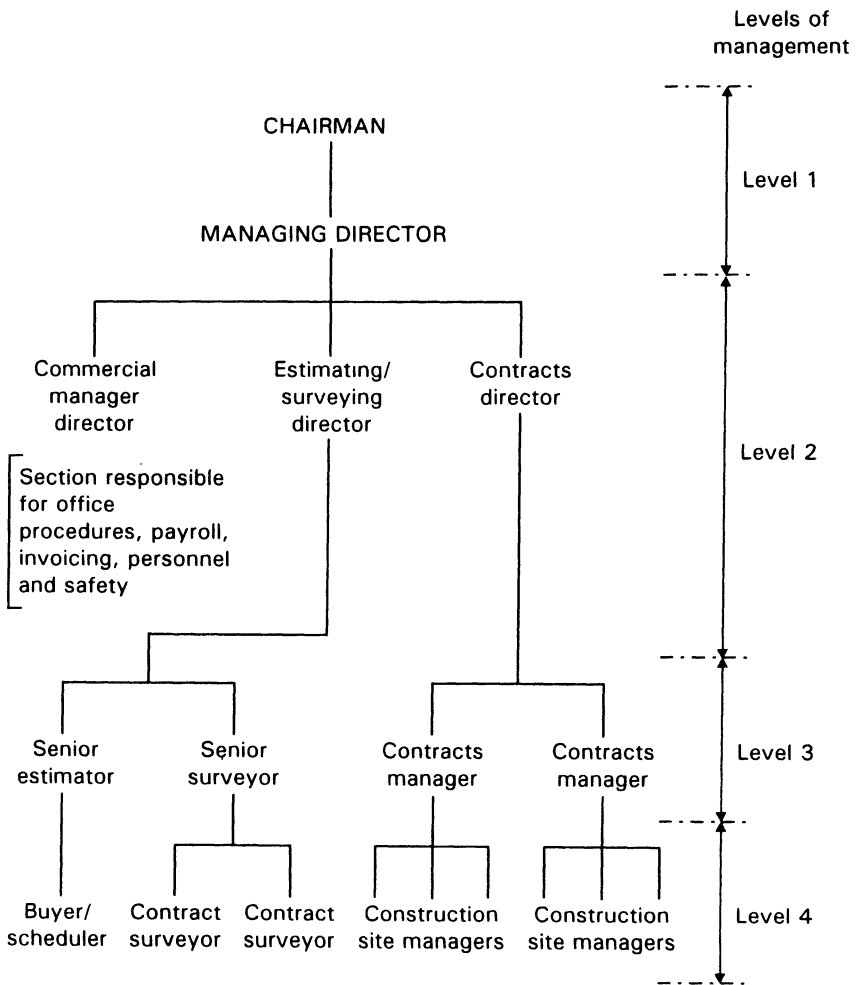 Levels of
management
CHAIRMAN
Level 1
MANAGING DIRECTOR
Commercial
manager
director
Estimating/
surveying
director
Contracts
director
Level 2
Section responsible
for office
procedures, payroll,
invoicing, personnel
and safety
Senior
estimator
Senior
surveyor
Contracts
manager
Contracts
manager
Level 3
Buyer/
scheduler
Contract
surveyor
Contract
surveyor
Construction
site managers
Construction
site managers
Level 4